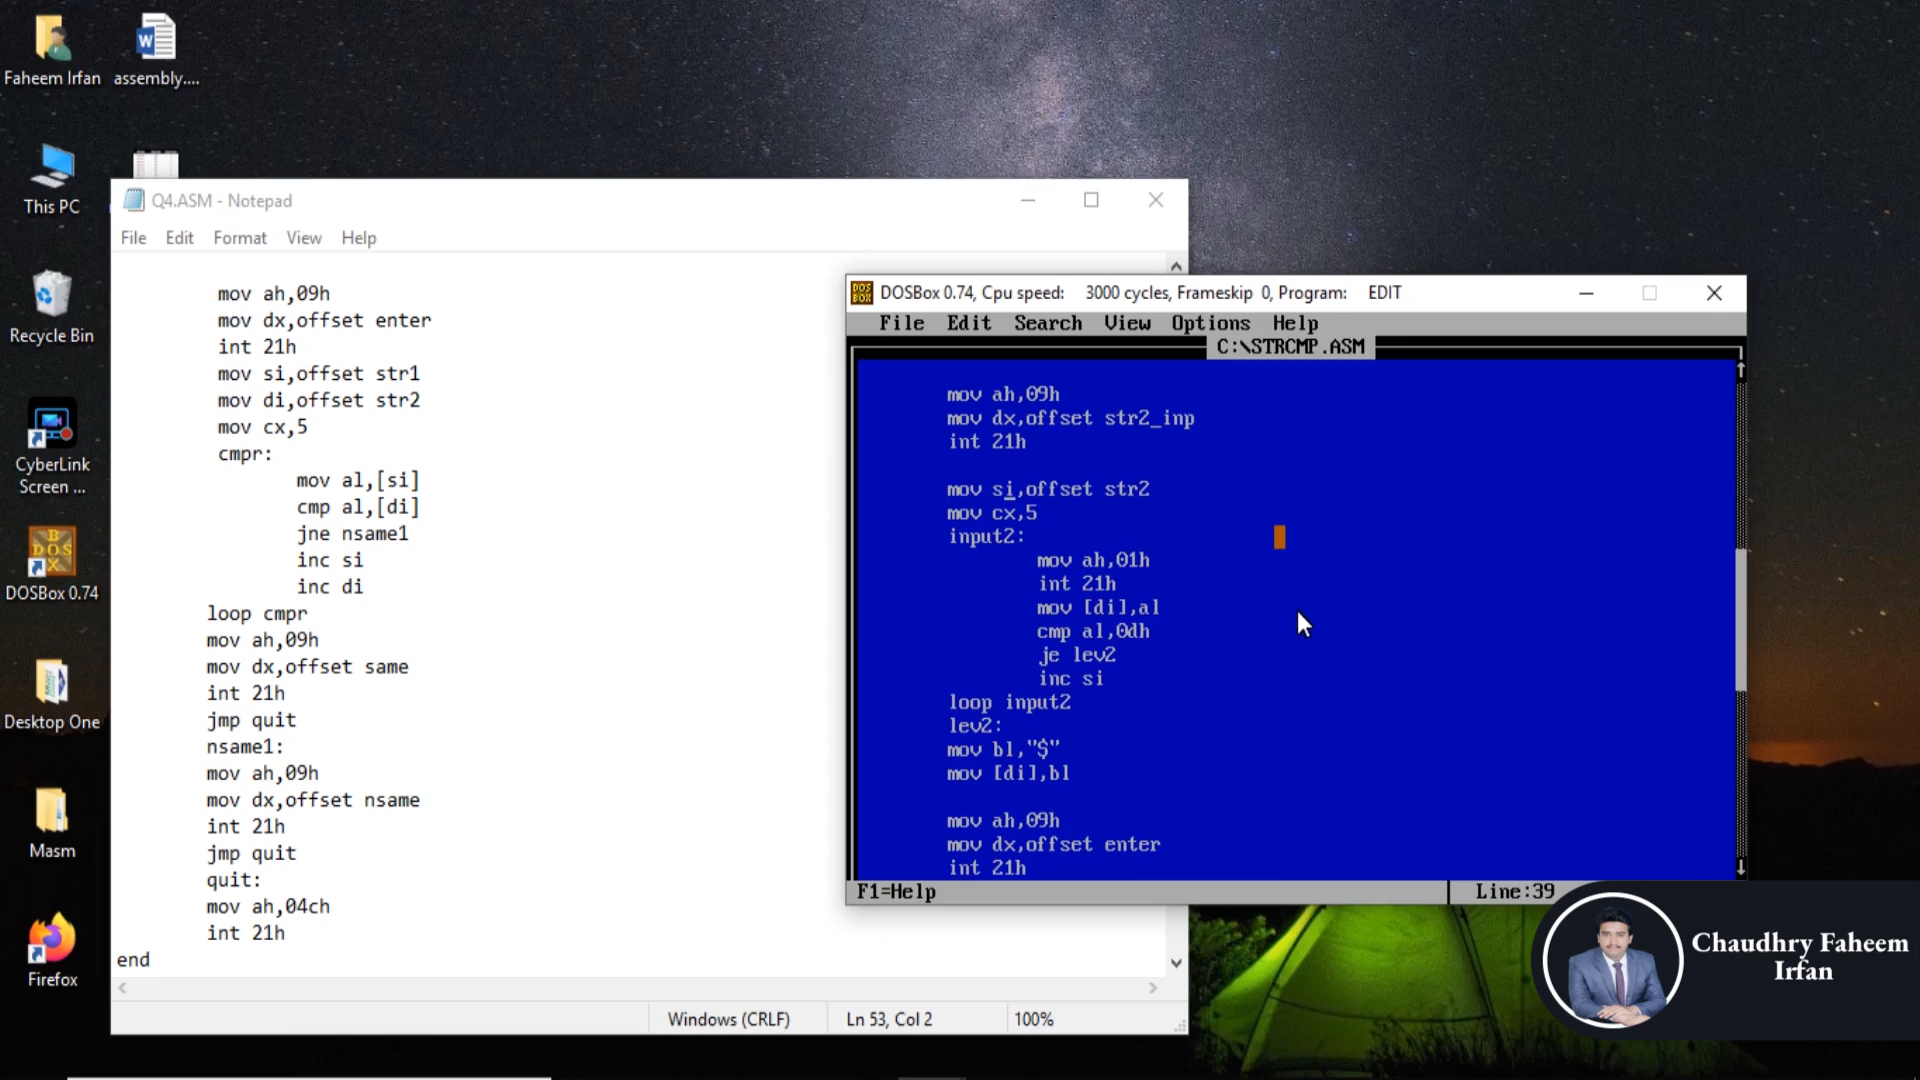 Faheem Irfan
assembly....
This PC
Recycle Bin
CyberLink
Screen ...
DOSBox 0.74
Desktop One
Masm
Firefox
Q4.ASM - Notepad
File Edit Format View Help
mov ah,09h
mov dx,offset enter
int 21h
mov si,offset str1
mov di,offset str2
mov cx,5
cmpr:
mov al,[si]
cmp al,[di]
jne nsame1
inc si
inc di
loop cmpr
mov ah,09h
mov dx,offset same
int 21h
jmp quit
nsame1:
mov ah,09h
mov dx,offset nsame
int 21h
jmp quit
quit:
mov ah,04ch
int 21h
end
Windows (CRLF) Ln 53, Col 2 100%
DOSBox 0.74, Cpu speed: 3000 cycles, Frameskip 0, Program: EDIT
File Edit Search View Options Help
C:\STRCMP.ASM
mov ah,09h
mov dx,offset str2_inp
int 21h
mov si,offset str2
mov cx,5
input2:
mov ah,01h
int 21h
mov [di],al
cmp al,0dh
je lev2
inc si
loop input2
lev2:
mov bl,"$"
mov [di],bl
mov ah,09h
mov dx,offset enter
int 21h
F1=Help Line:39
Chaudhry Faheem
Irfan